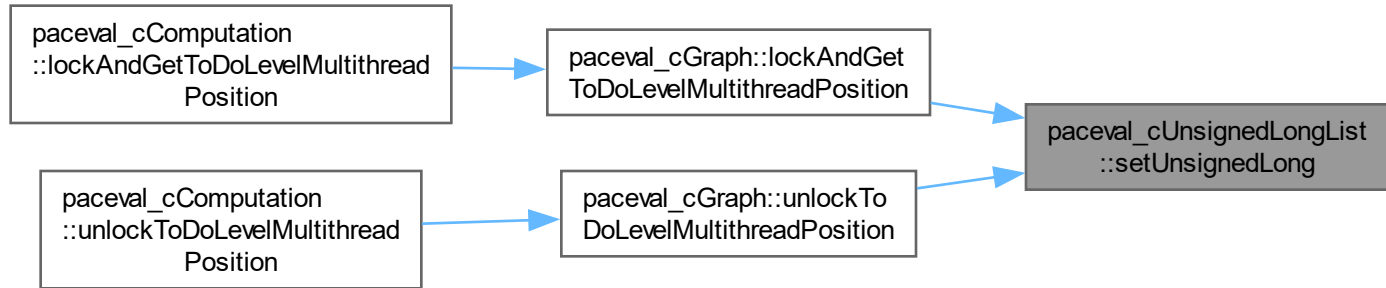 paceval_cComputation
::lockAndGetToDoLevelMultithread
Position
paceval_cGraph::lockAndGet
ToDoLevelMultithreadPosition
paceval_cUnsignedLongList
::setUnsignedLong
paceval_cComputation
::unlockToDoLevelMultithread
Position
paceval_cGraph::unlockTo
DoLevelMultithreadPosition